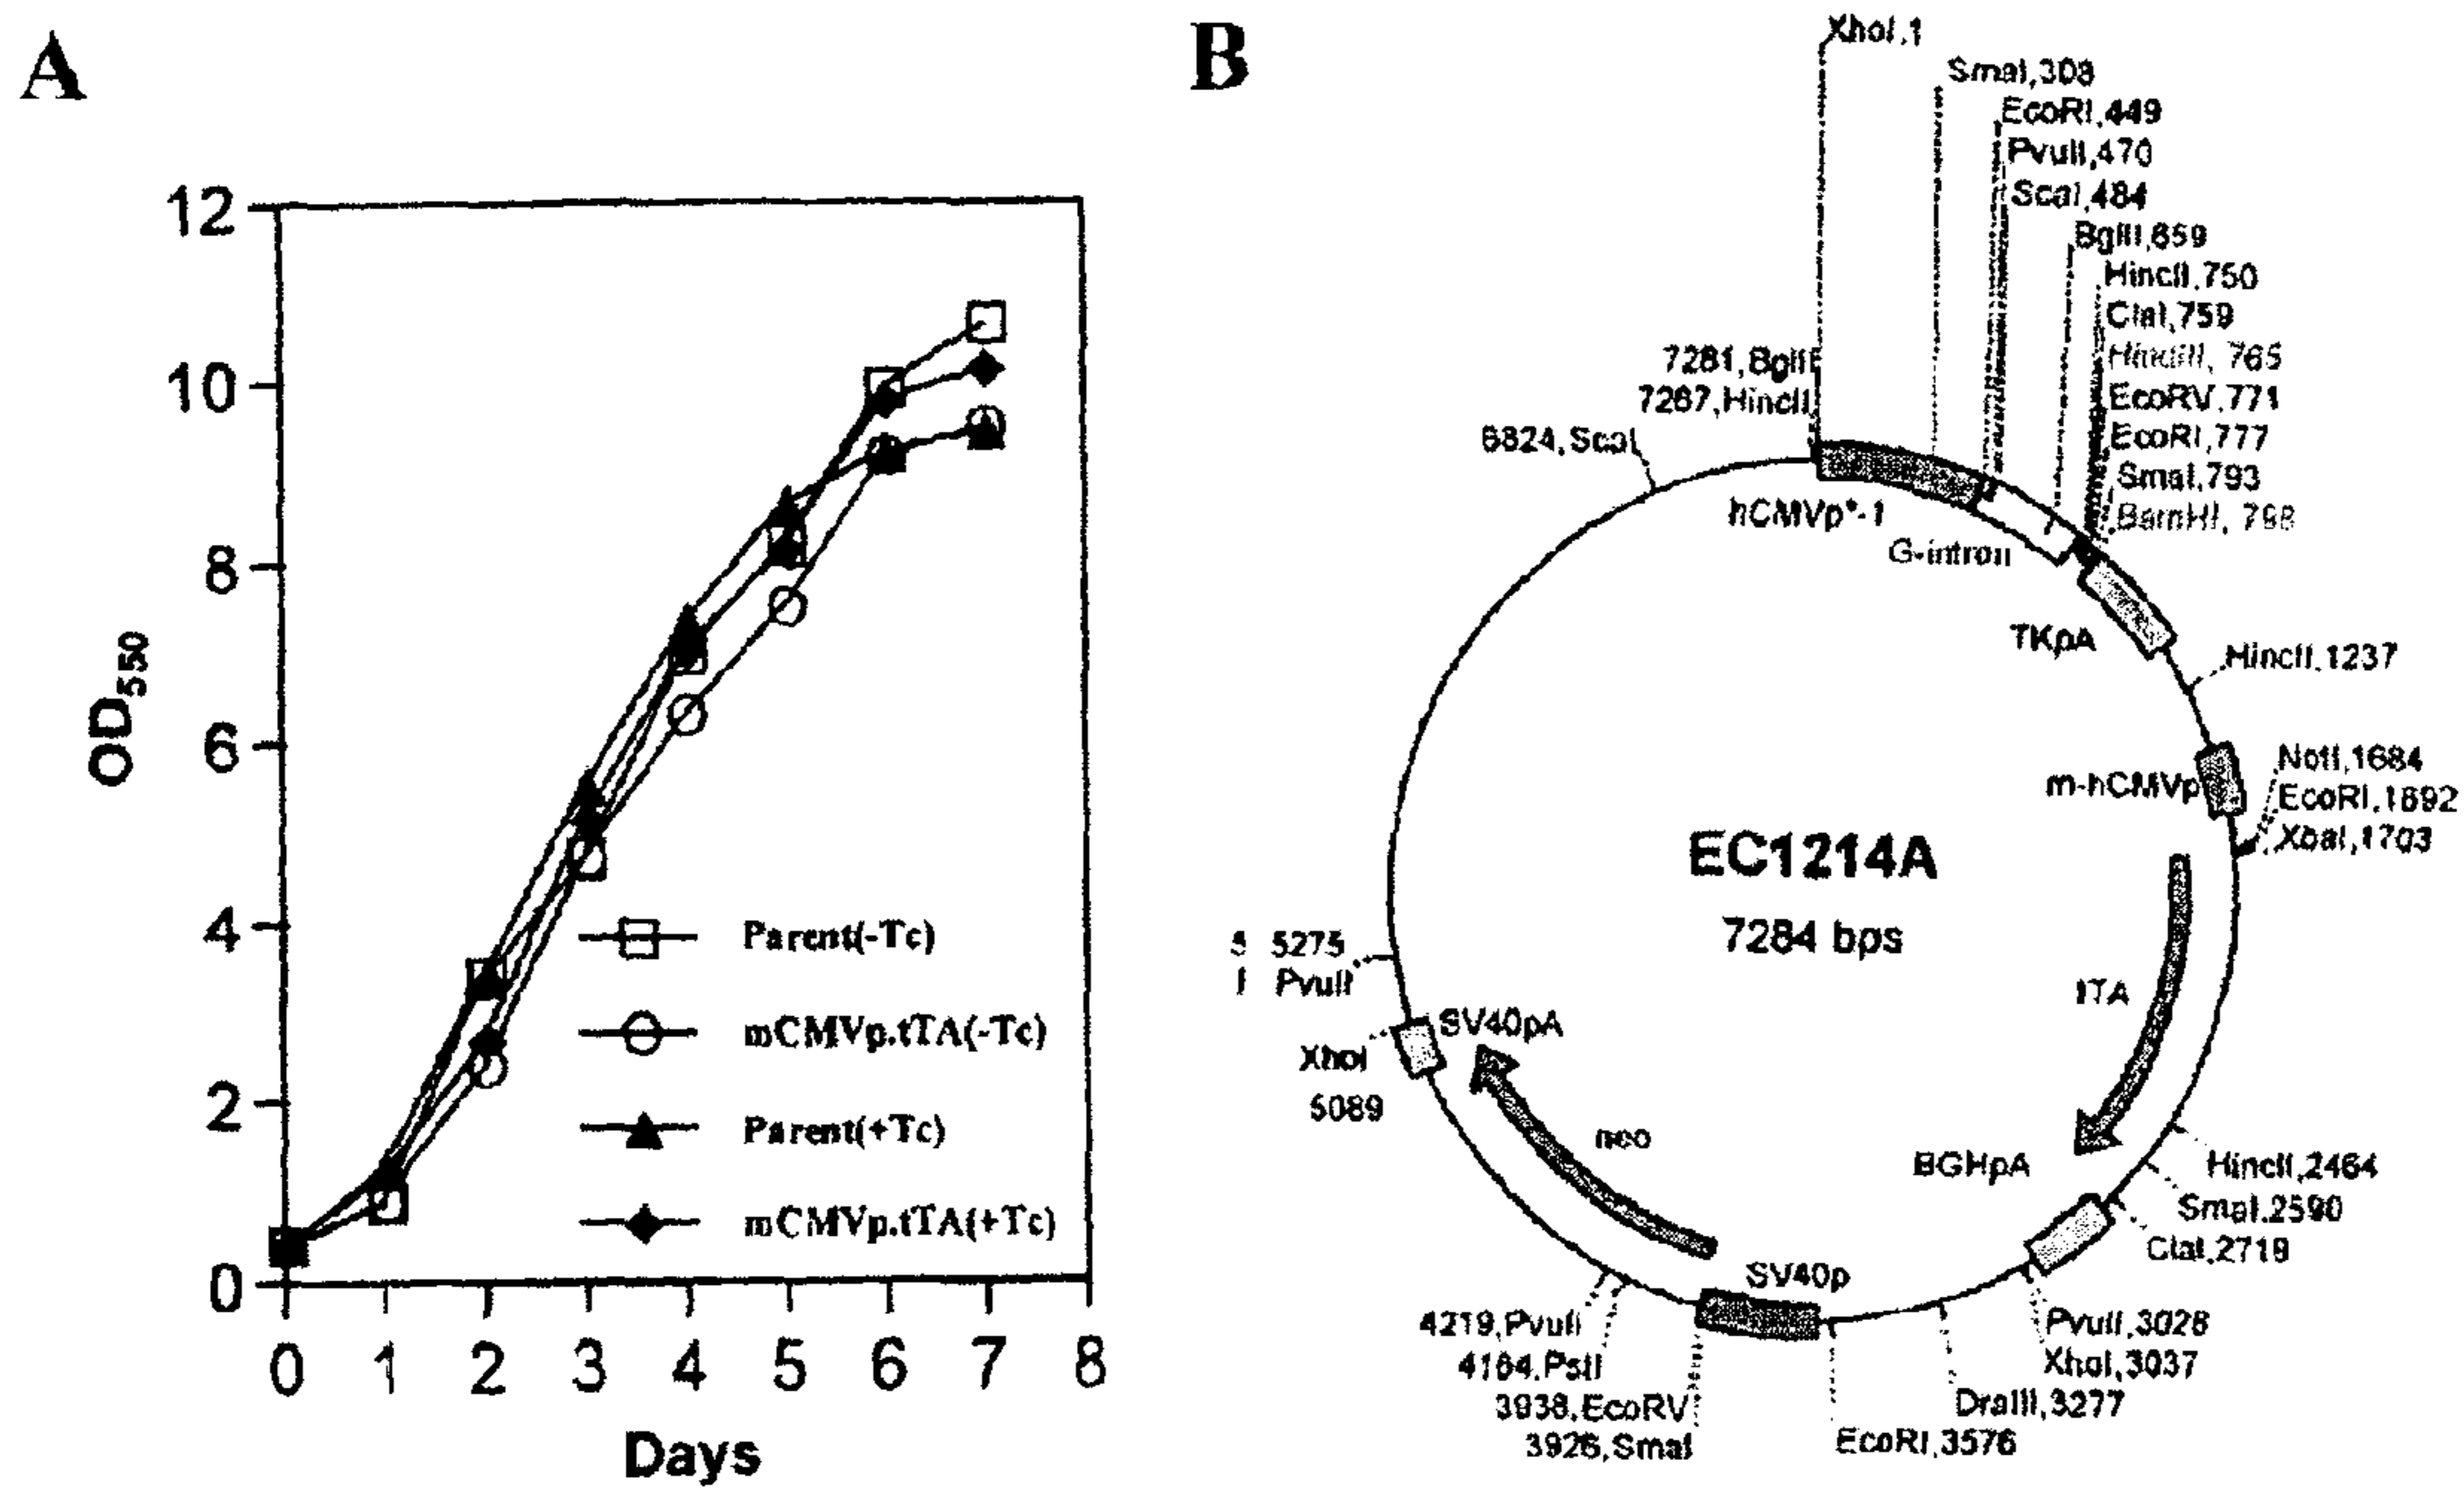 A
12
10
8
6
4
2
0
OD550
0 1 2 3 4 5 6 7 8
Days
Parent(-Tc)
mCMVp.tTA(-Tc)
Parent(+Tc)
mCMVp.tTA(+Tc)
B
XhoI,1
SmaI,308
EcoRI,449
PvuII,470
ScaI,484
BglII,659
HincII,750
ClaI,759
HindIII, 765
EcoRV,771
EcoRI,777
SmaI,793
BamHI, 798
7281,BglII
7267,HincII
6824,ScaI
hCMVp*-1
G-intron
TKpA
HincII,1237
m-hCMVp
NotI,1684
EcoRI,1692
XbaI,1703
EC1214A
7284 bps
tTA
5275
PvuII
SV40pA
XhoI
5089
neo
BGHpA
HincII,2464
SmaI,2590
ClaI,2719
SV40p
4219,PvuII
4164,PstI
3938,EcoRV
3926,SmaI
PvuII,3028
XhoI,3037
DraIII,3277
EcoRI,3576